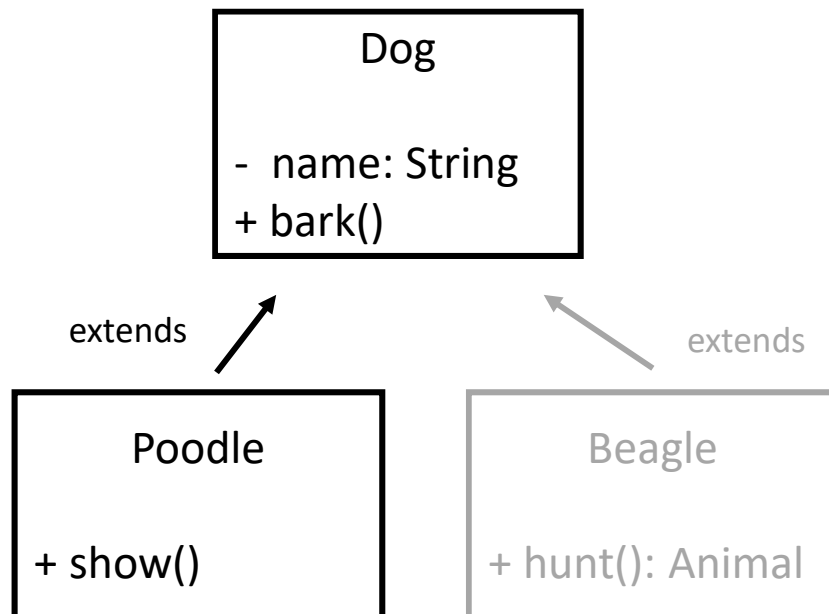 Dog
- name: String
+ bark()
extends
extends
Poodle
+ show()
Beagle
+ hunt(): Animal